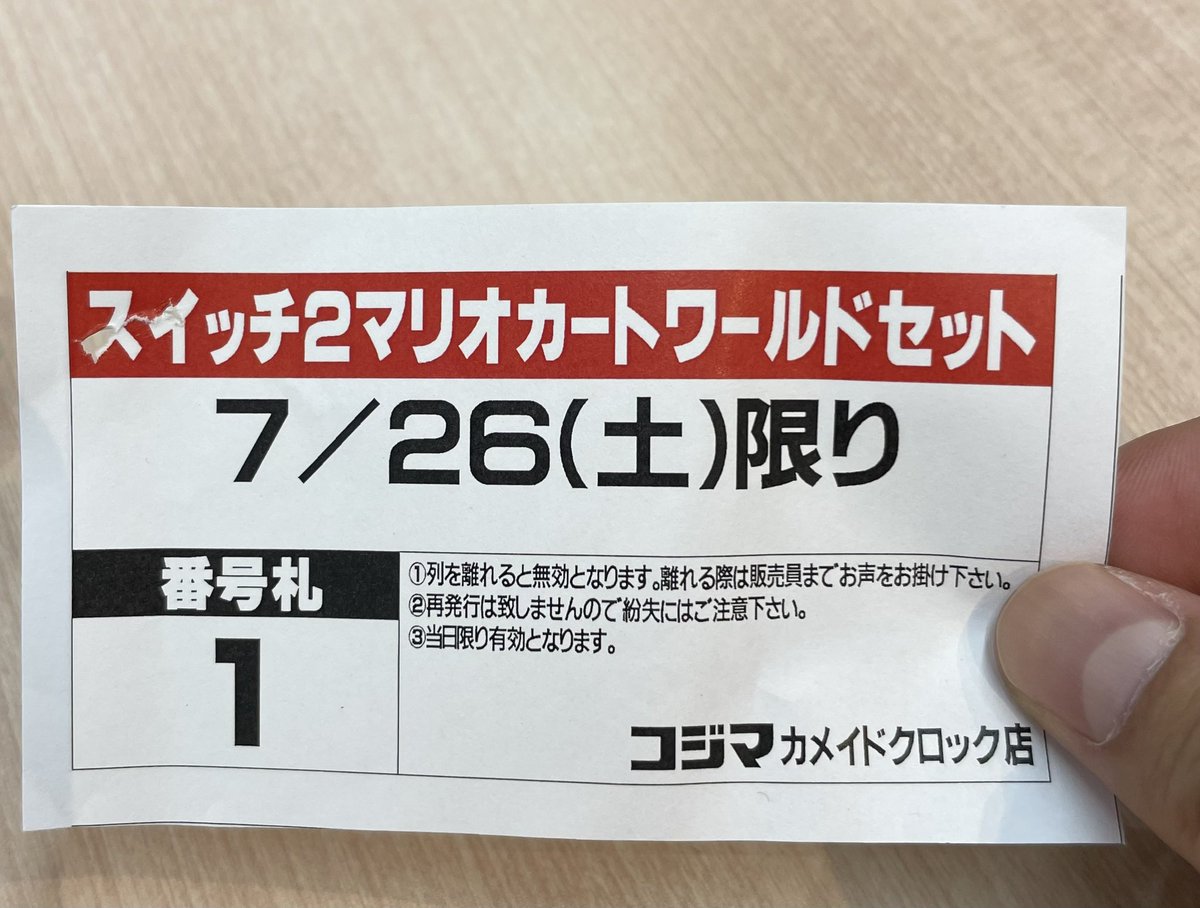 スイッチ2マリオカートワールドセット
7/26(土)限り
番号札
1
①列を離れると無効となります。離れる際は販売員までお声をお掛け下さい。
②再発行は致しませんので紛失にはご注意下さい。
③当日限り有効となります。
コジマ カメイドクロック店